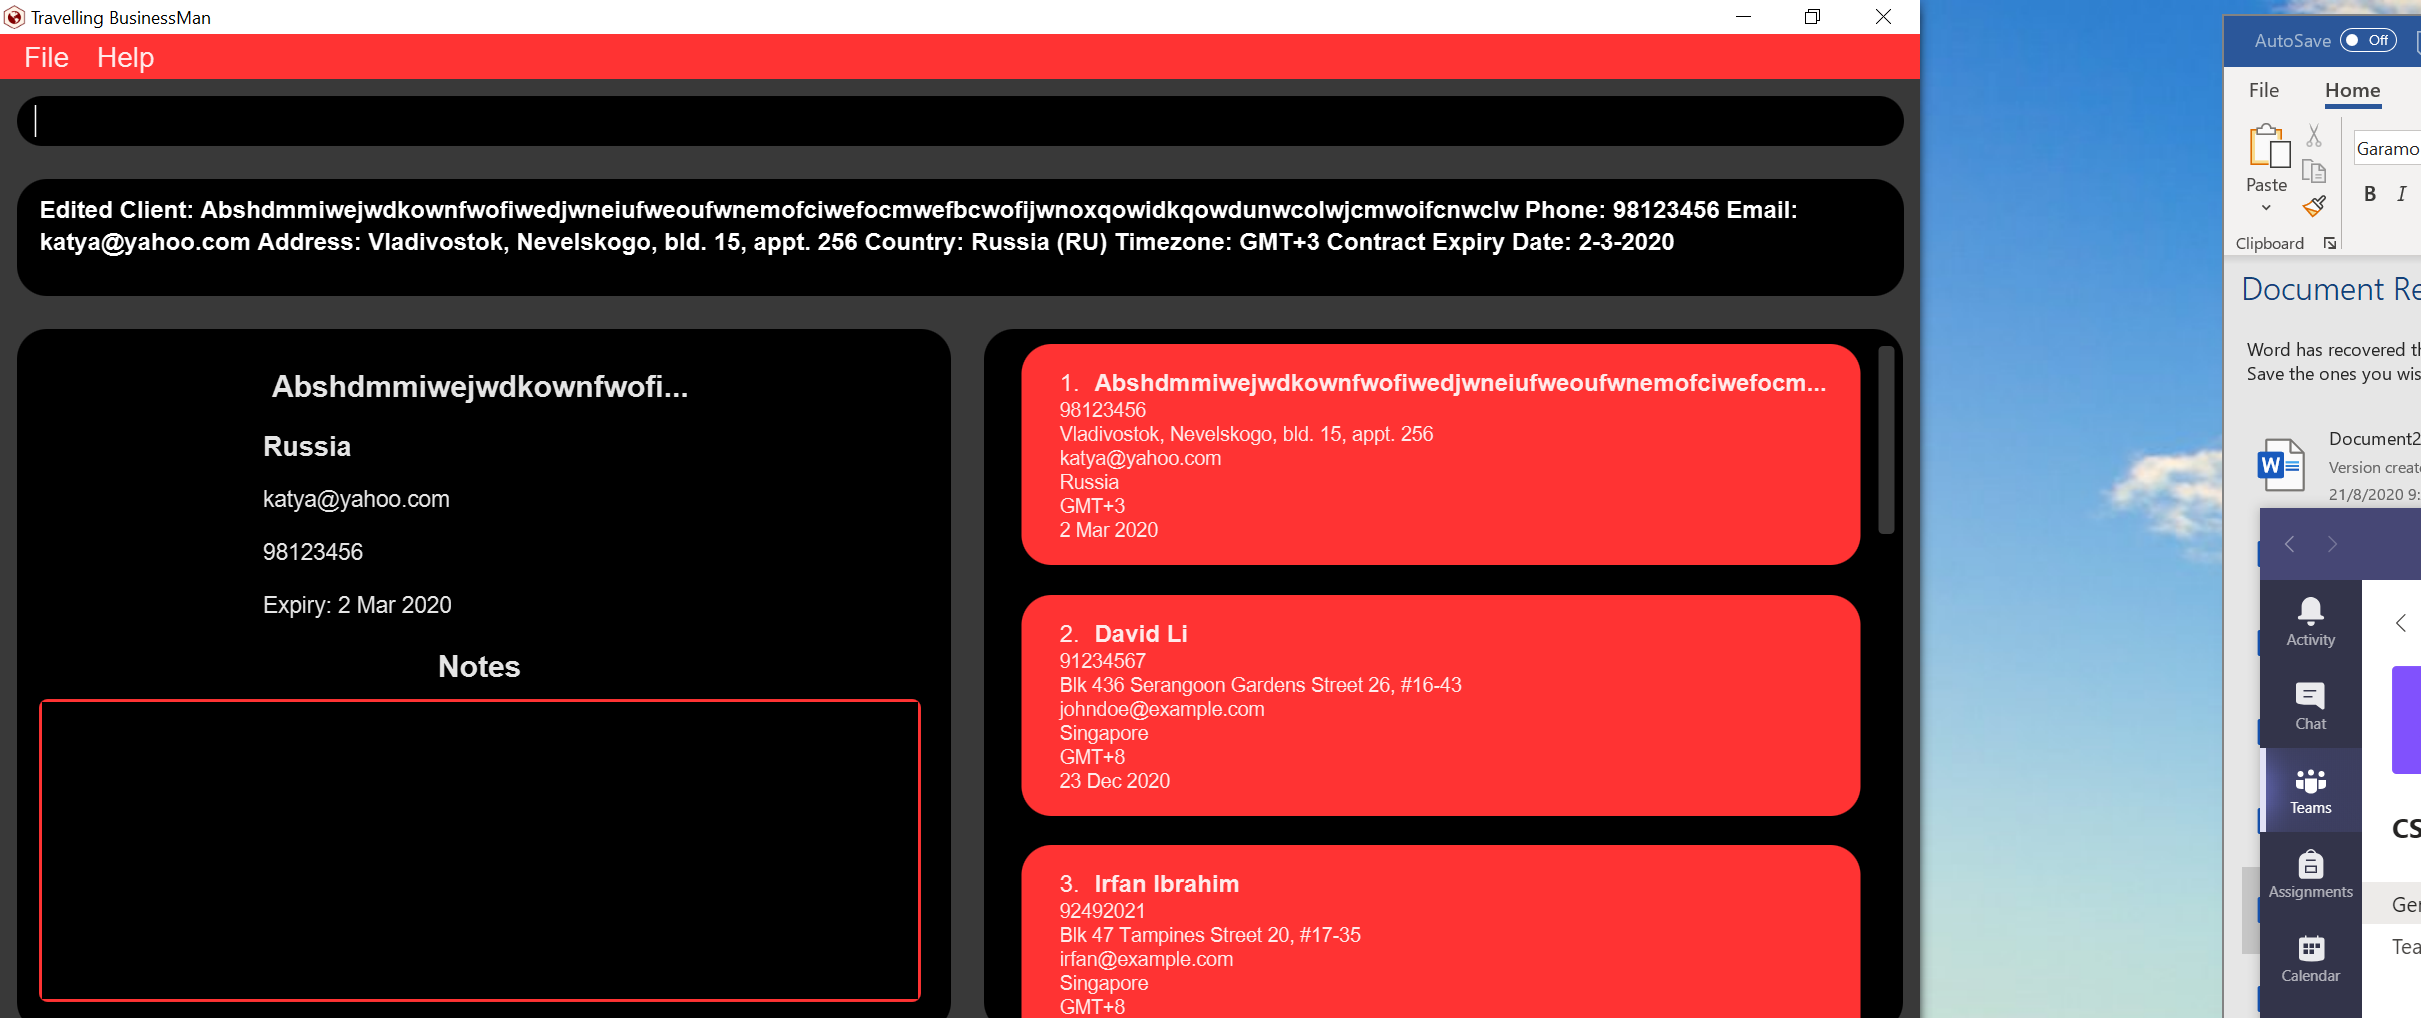 Travelling BusinessMan
File Help
Edited Client: Abshdmmiwejwdkownfwofiwedjwneiufweoufwnemofciwefocmwefbcwofijwnoxqowidkqowdunwcolwjcmwoifcnwclw Phone: 98123456 Email:
katya@yahoo.com Address: Vladivostok, Nevelskogo, bld. 15, appt. 256 Country: Russia (RU) Timezone: GMT+3 Contract Expiry Date: 2-3-2020
Abshdmmiwejwdkownfwofi...
Russia
katya@yahoo.com
98123456
Expiry: 2 Mar 2020
Notes
1. Abshdmmiwejwdkownfwofiwedjwneiufweoufwnemofciwefocm...
98123456
Vladivostok, Nevelskogo, bld. 15, appt. 256
katya@yahoo.com
Russia
GMT+3
2 Mar 2020
2. David Li
91234567
Blk 436 Serangoon Gardens Street 26, #16-43
johndoe@example.com
Singapore
GMT+8
23 Dec 2020
3. Irfan Ibrahim
92492021
Blk 47 Tampines Street 20, #17-35
irfan@example.com
Singapore
GMT+8
AutoSave Off
File Home
Paste
Garamo
B I
Clipboard
Document Re
Word has recovered th
Save the ones you wis
Document2
Version create
21/8/2020 9:
Activity
Chat
Teams
Assignments
Calendar
CS
Ger
Tea